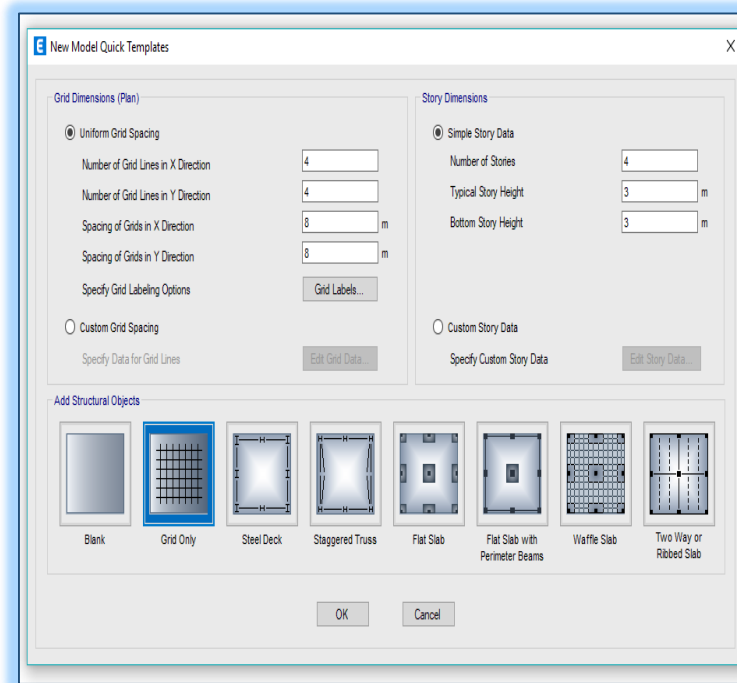 E New Model Quick Templates X
Grid Dimensions (Plan)
Uniform Grid Spacing
Number of Grid Lines in X Direction 4
Number of Grid Lines in Y Direction 4
Spacing of Grids in X Direction 8 m
Spacing of Grids in Y Direction 8 m
Specify Grid Labeling Options Grid Labels...
Custom Grid Spacing
Specify Data for Grid Lines Edit Grid Data...
Story Dimensions
Simple Story Data
Number of Stories 4
Typical Story Height 3 m
Bottom Story Height 3 m
Custom Story Data
Specify Custom Story Data Edit Story Data...
Add Structural Objects
Blank
Grid Only
Steel Deck
Staggered Truss
Flat Slab
Flat Slab with
Perimeter Beams
Waffle Slab
Two Way or
Ribbed Slab
OK Cancel